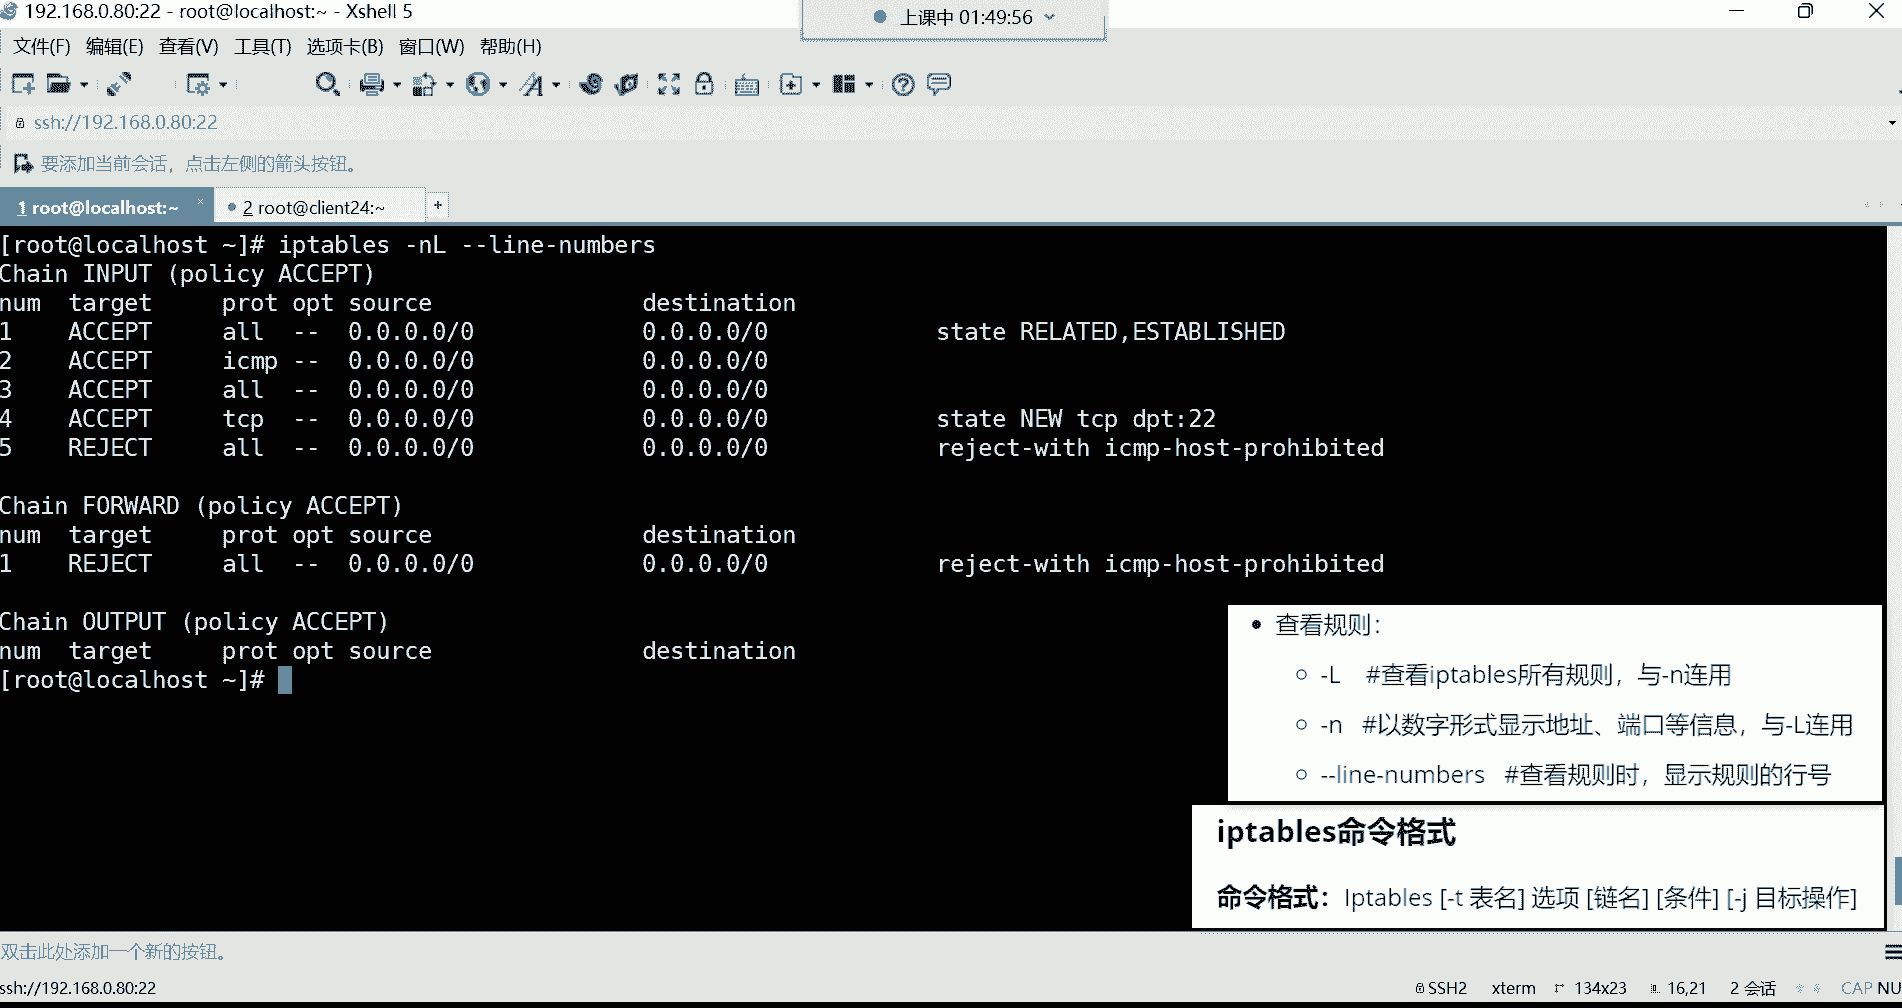 192.168.0.80:22 - root@localhost:~ - Xshell 5
上课中 01:49:56
文件(F) 编辑(E) 查看(V) 工具(T) 选项卡(B) 窗口(W) 帮助(H)
ssh://192.168.0.80:22
要添加当前会话，点击左侧的箭头按钮。
1 root@localhost:~ × 2 root@client24:~ +
[root@localhost ~]# iptables -nL --line-numbers
Chain INPUT (policy ACCEPT)
num target prot opt source destination
1 ACCEPT all -- 0.0.0.0/0 0.0.0.0/0 state RELATED,ESTABLISHED
2 ACCEPT icmp -- 0.0.0.0/0 0.0.0.0/0
3 ACCEPT all -- 0.0.0.0/0 0.0.0.0/0
4 ACCEPT tcp -- 0.0.0.0/0 0.0.0.0/0 state NEW tcp dpt:22
5 REJECT all -- 0.0.0.0/0 0.0.0.0/0 reject-with icmp-host-prohibited
Chain FORWARD (policy ACCEPT)
num target prot opt source destination
1 REJECT all -- 0.0.0.0/0 0.0.0.0/0 reject-with icmp-host-prohibited
Chain OUTPUT (policy ACCEPT)
num target prot opt source destination
[root@localhost ~]#
• 查看规则：
○ -L #查看iptables所有规则，与-n连用
○ -n #以数字形式显示地址、端口等信息，与-L连用
○ --line-numbers #查看规则时，显示规则的行号
iptables命令格式
命令格式：Iptables [-t 表名] 选项 [链名] [条件] [-j 目标操作]
双击此处添加一个新的按钮。
ssh://192.168.0.80:22 SSH2 xterm 134x23 16,21 2 会话 CAP NU